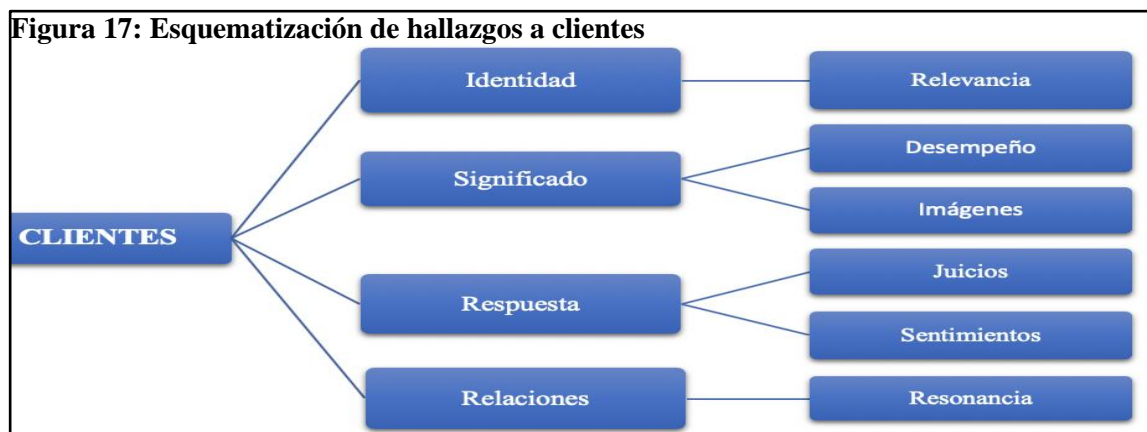 Figura 17: Esquematización de hallazgos a clientes
CLIENTES
Identidad
Relevancia
Significado
Desempeño
Imágenes
Respuesta
Juicios
Sentimientos
Relaciones
Resonancia